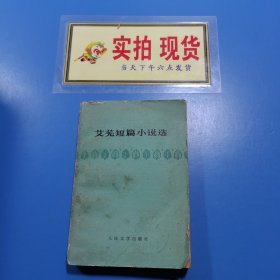 实拍 现货
当天下午六点发货
艾芜短篇小说选
人民文学出版社